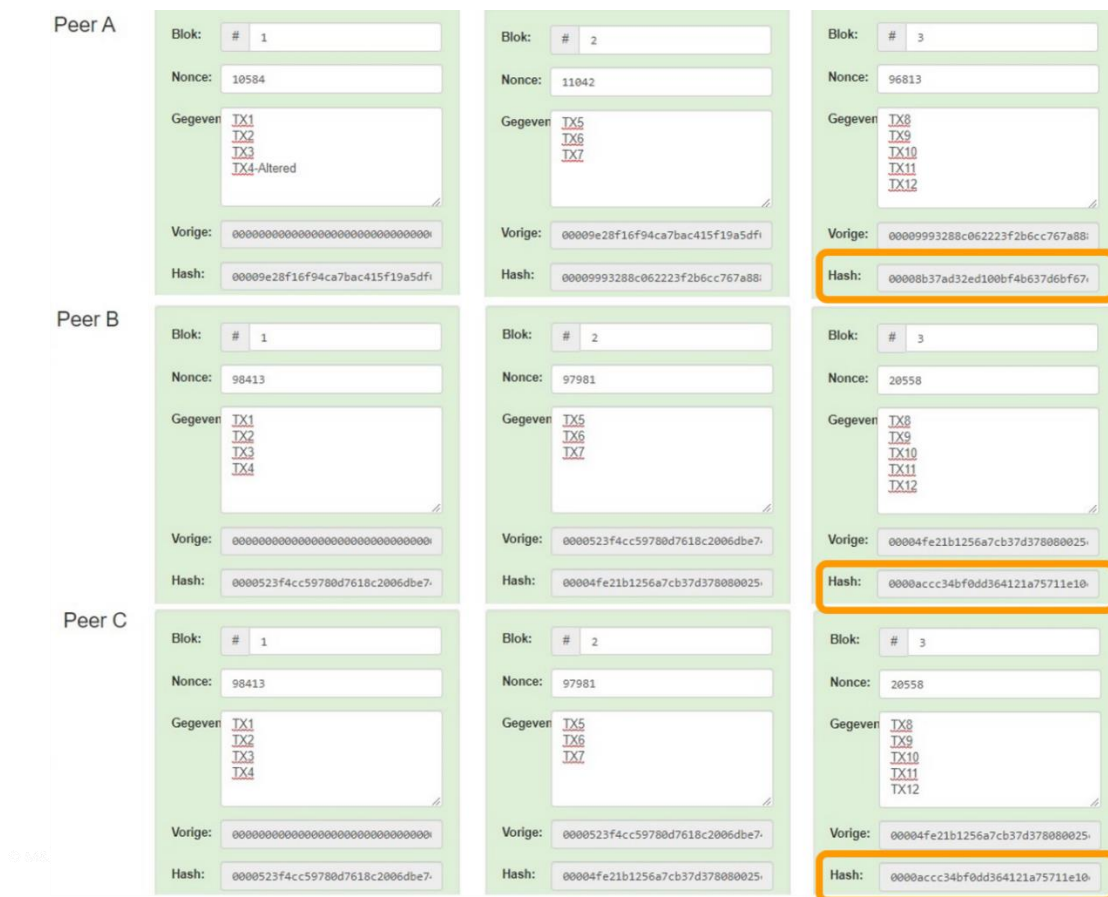 Peer A
Blok: # 1
Nonce: 10584
Gegeven TX1
TX2
TX3
TX4-Altered
Vorige: 0000000000000000000000000000000
Hash: 00009e28f16f94ca7bac415f19a5df
Blok: # 2
Nonce: 11042
Gegeven TX5
TX6
TX7
Vorige: 00009e28f16f94ca7bac415f19a5df
Hash: 00009993288c062223f2b6cc767a88
Blok: # 3
Nonce: 96813
Gegeven TX8
TX9
TX10
TX11
TX12
Vorige: 00009993288c062223f2b6cc767a88
Hash: 00008b37ad32ed100bf4b637d6bf67
Peer B
Blok: # 1
Nonce: 98413
Gegeven TX1
TX2
TX3
TX4
Vorige: 0000000000000000000000000000000
Hash: 0000523f4cc59780d7618c2006dbe7
Blok: # 2
Nonce: 97981
Gegeven TX5
TX6
TX7
Vorige: 0000523f4cc59780d7618c2006dbe7
Hash: 00004fe21b1256a7cb37d378080025
Blok: # 3
Nonce: 20558
Gegeven TX8
TX9
TX10
TX11
TX12
Vorige: 00004fe21b1256a7cb37d378080025
Hash: 0000accc34bf0dd364121a75711e10
Peer C
Blok: # 1
Nonce: 98413
Gegeven TX1
TX2
TX3
TX4
Vorige: 0000000000000000000000000000000
Hash: 0000523f4cc59780d7618c2006dbe7
Blok: # 2
Nonce: 97981
Gegeven TX5
TX6
TX7
Vorige: 0000523f4cc59780d7618c2006dbe7
Hash: 00004fe21b1256a7cb37d378080025
Blok: # 3
Nonce: 20558
Gegeven TX8
TX9
TX10
TX11
TX12
Vorige: 00004fe21b1256a7cb37d378080025
Hash: 0000accc34bf0dd364121a75711e10